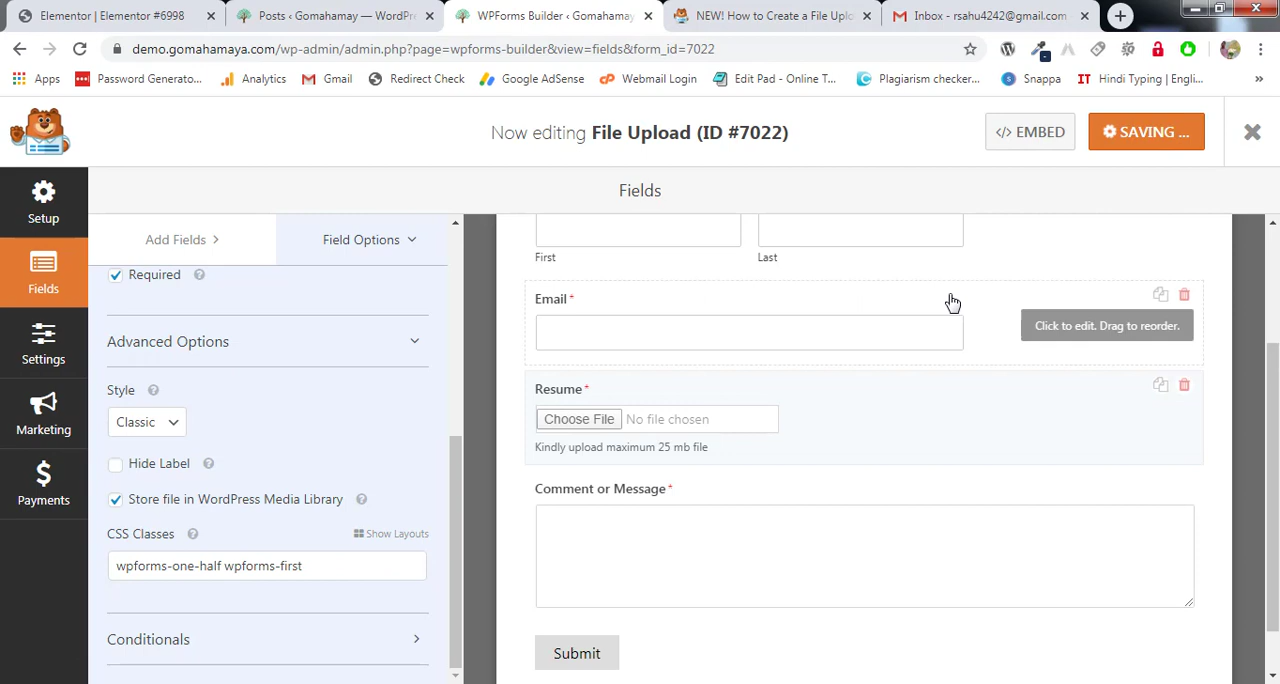 Elementor | Elementor #6998
Posts ‹ Gomahamay — WordPr
WPForms Builder ‹ Gomahamay
NEW! How to Create a File Uplo
Inbox - rsahu4242@gmail.com
demo.gomahamaya.com/wp-admin/admin.php?page=wpforms-builder&view=fields&form_id=7022
Apps
Password Generato...
Analytics
Gmail
Redirect Check
Google AdSense
Webmail Login
Edit Pad - Online T...
Plagiarism checker...
Snappa
IT Hindi Typing | Engli...
»
Now editing File Upload (ID #7022)
</> EMBED
SAVING ...
Fields
Setup
Fields
Settings
Marketing
Payments
Add Fields
Field Options
Required
Advanced Options
Style
Classic
Hide Label
Store file in WordPress Media Library
CSS Classes
Show Layouts
wpforms-one-half wpforms-first
Conditionals
First
Last
Email *
Click to edit. Drag to reorder.
Resume *
Choose File No file chosen
Kindly upload maximum 25 mb file
Comment or Message *
Submit